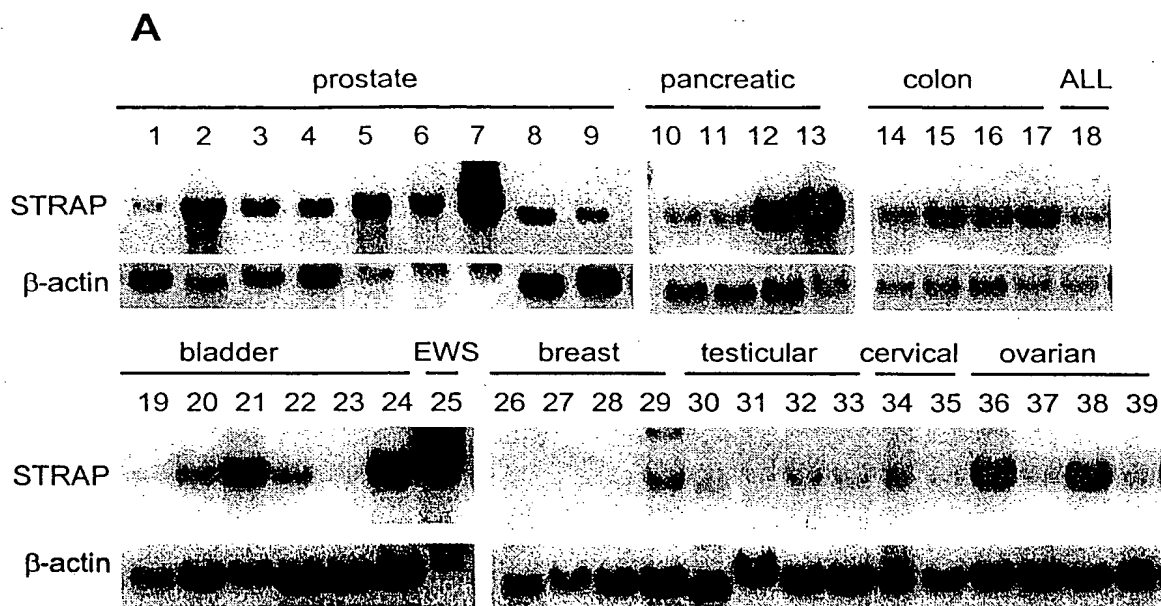 A
prostate pancreatic colon ALL
1 2 3 4 5 6 7 8 9 10 11 12 13 14 15 16 17 18
STRAP
β-actin
bladder EWS breast testicular cervical ovarian
19 20 21 22 23 24 25 26 27 28 29 30 31 32 33 34 35 36 37 38 39
STRAP
β-actin